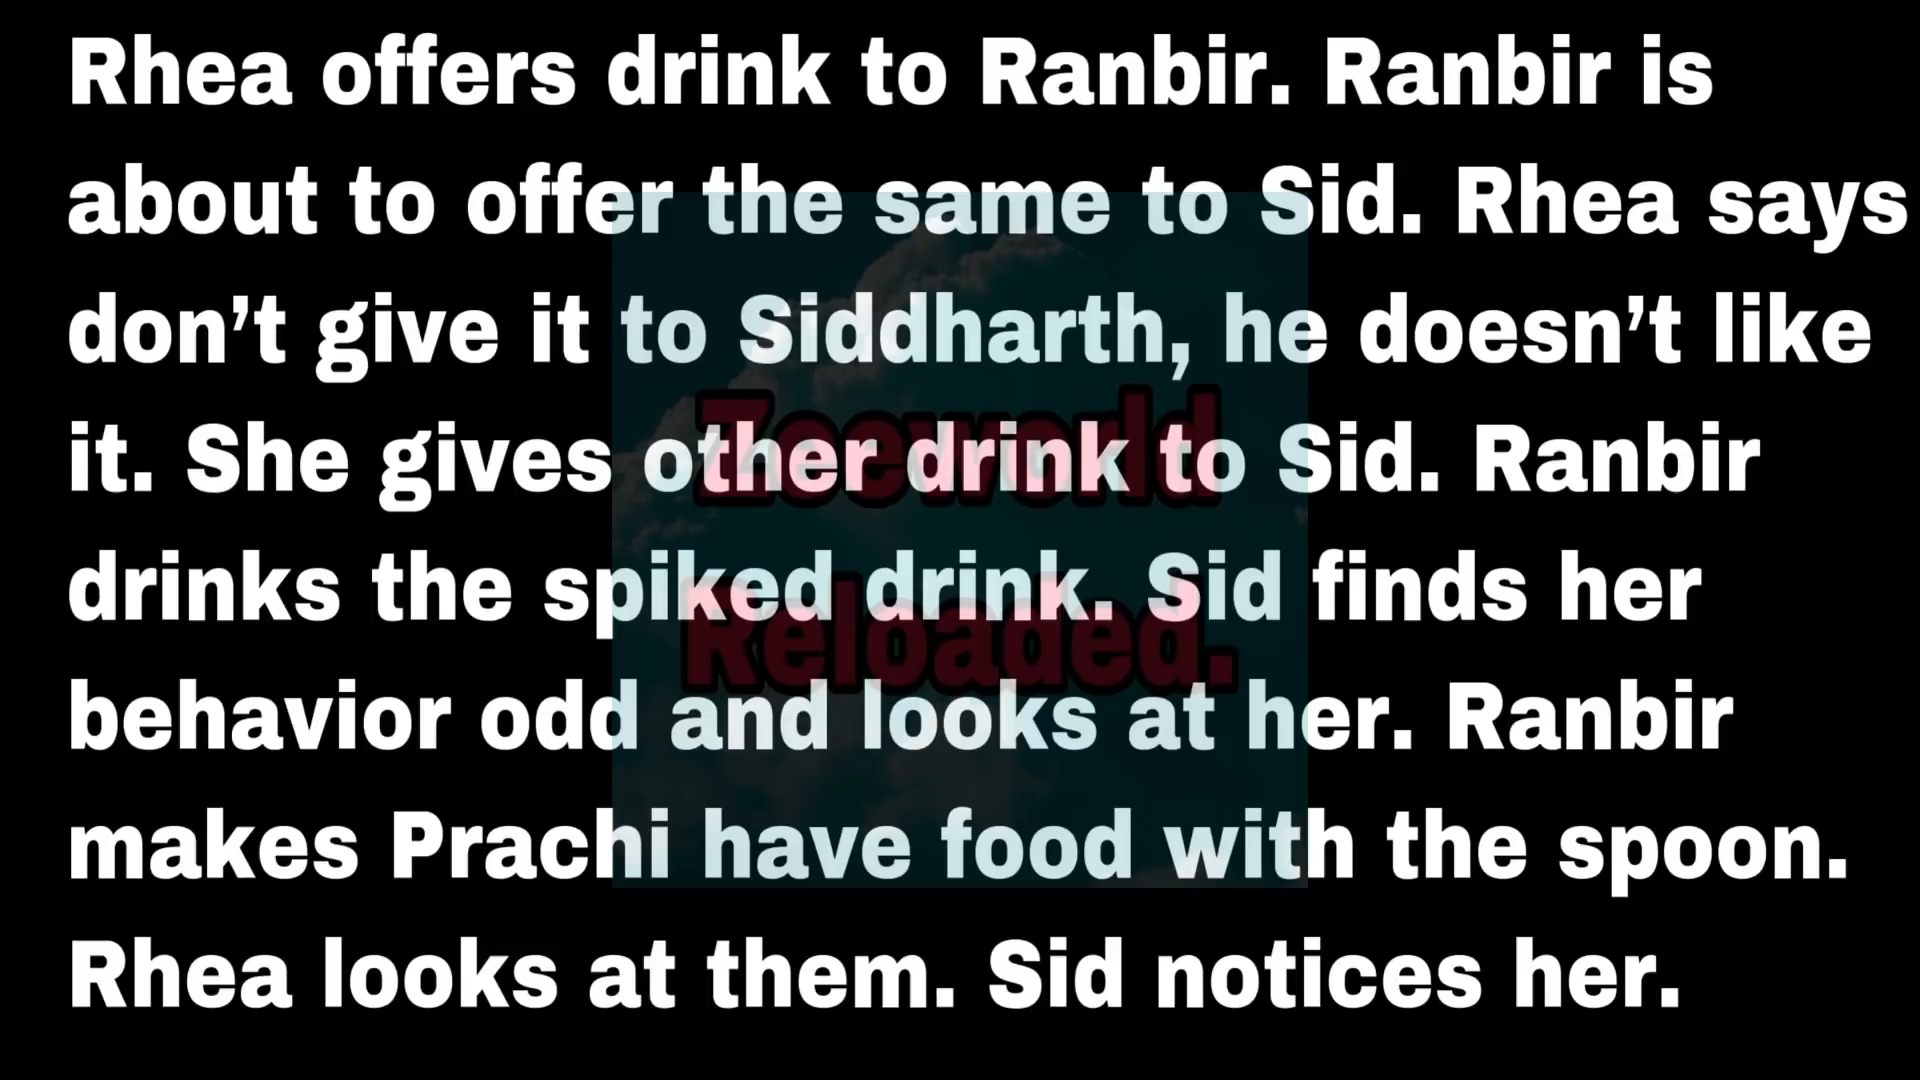 Rhea offers drink to Ranbir. Ranbir is
about to offer the same to Sid. Rhea says
don’t give it to Siddharth, he doesn’t like
it. She gives other drink to Sid. Ranbir
drinks the spiked drink. Sid finds her
behavior odd and looks at her. Ranbir
makes Prachi have food with the spoon.
Rhea looks at them. Sid notices her.
Zeeworld
Reloaded.